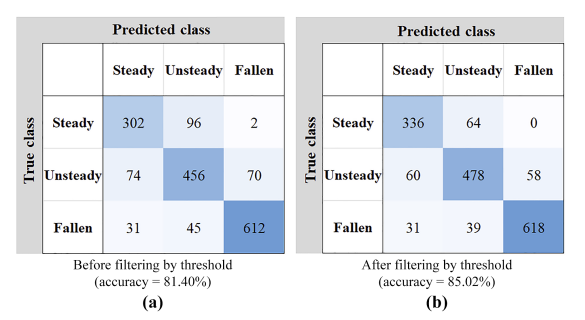 Predicted class
Steady Unsteady Fallen
True class
Steady 302 96 2
Unsteady 74 456 70
Fallen 31 45 612
Before filtering by threshold
(accuracy = 81.40%)
(a)
Predicted class
Steady Unsteady Fallen
True class
Steady 336 64 0
Unsteady 60 478 58
Fallen 31 39 618
After filtering by threshold
(accuracy = 85.02%)
(b)